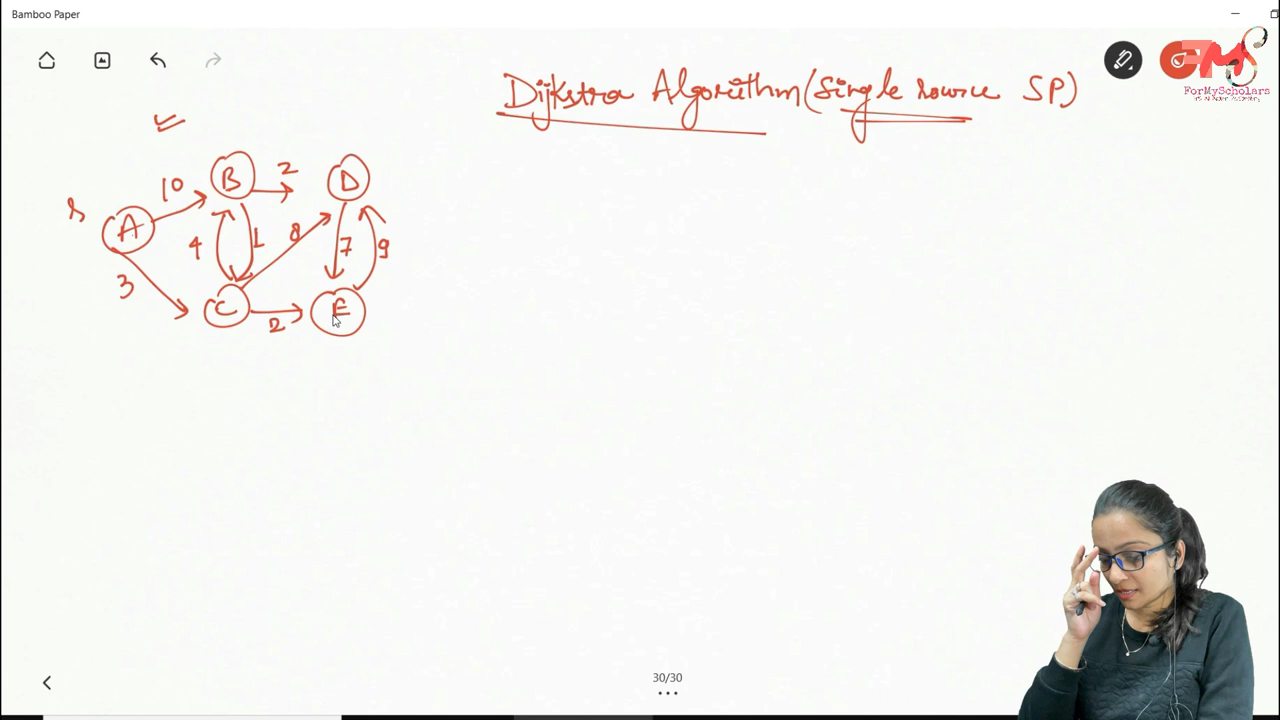 Bamboo Paper
Dijkstra Algorithm (Single source SP)
FMS
ForMyScholars
s
A
10
B
2
D
4
1
8
7
9
3
C
2
E
30/30